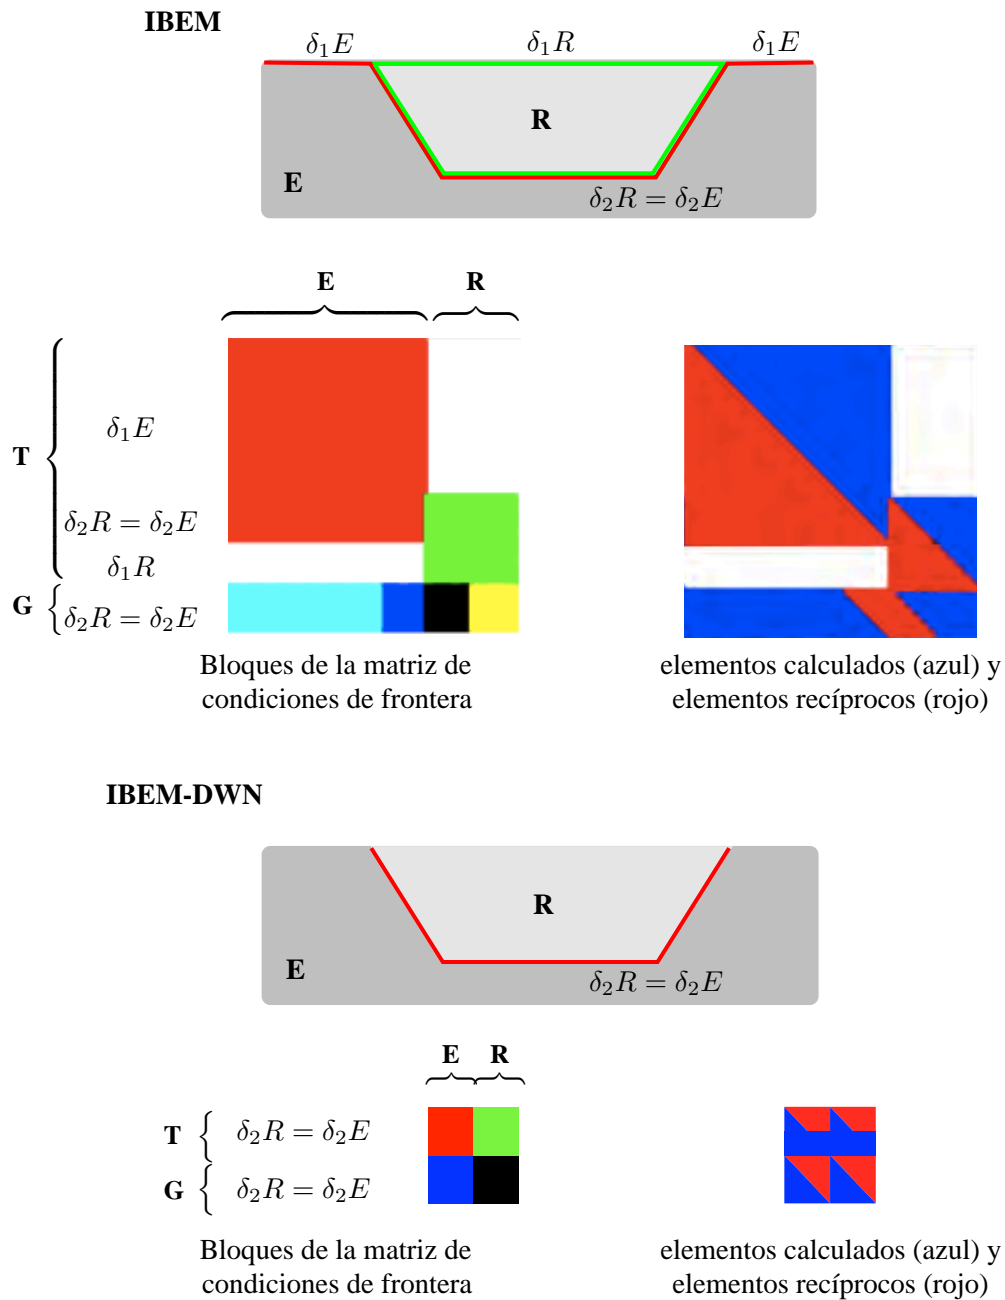 IBEM
δ₁E δ₁R δ₁E
R
E
δ₂R = δ₂E
E R
T
δ₁E
δ₂R = δ₂E
δ₁R
G
δ₂R = δ₂E
Bloques de la matriz de
condiciones de frontera
elementos calculados (azul) y
elementos recíprocos (rojo)
IBEM-DWN
R
E
δ₂R = δ₂E
E R
T δ₂R = δ₂E
G δ₂R = δ₂E
Bloques de la matriz de
condiciones de frontera
elementos calculados (azul) y
elementos recíprocos (rojo)